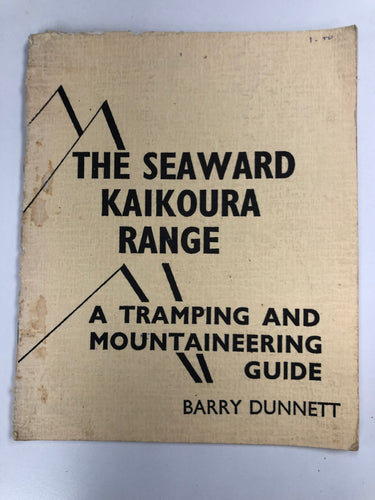 THE SEAWARD
KAIKOURA
RANGE
A TRAMPING AND
MOUNTAINEERING
GUIDE
BARRY DUNNETT